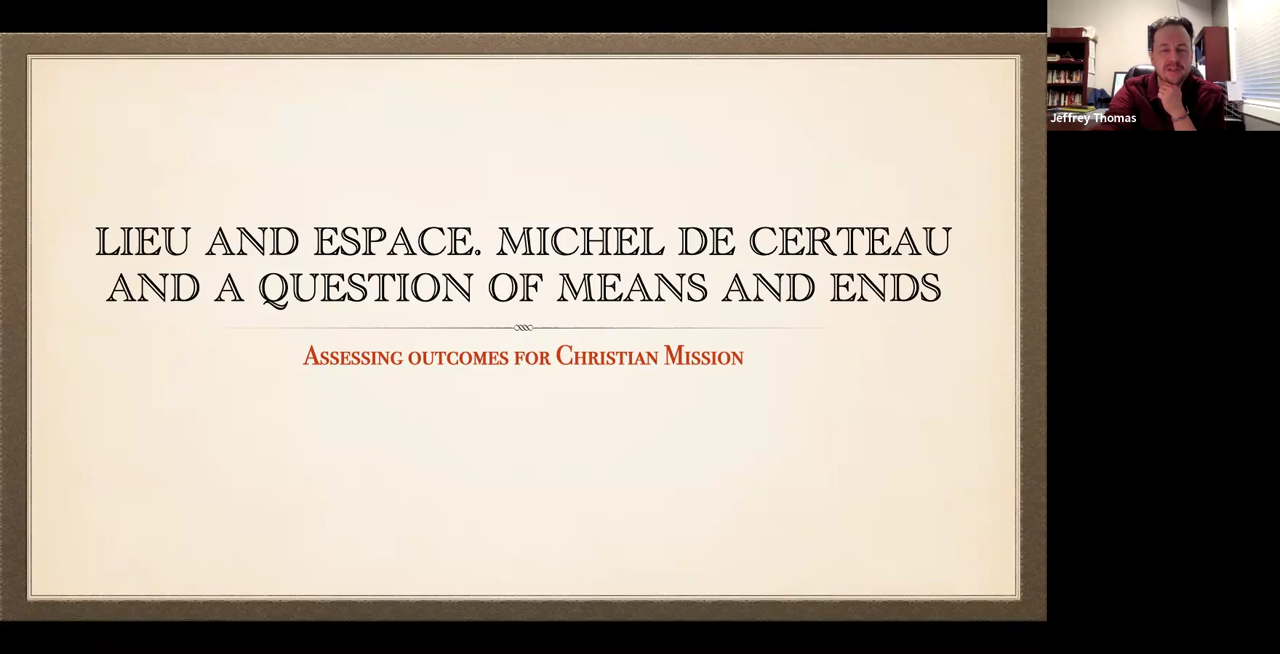 LIEU AND ESPACE. MICHEL DE CERTEAU
AND A QUESTION OF MEANS AND ENDS
Assessing outcomes for Christian Mission
Jeffrey Thomas